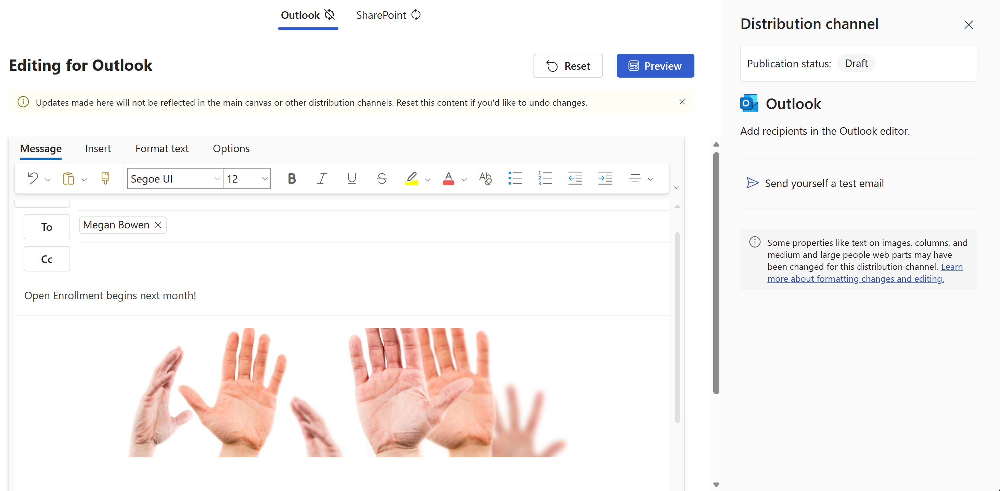 Outlook
SharePoint
Distribution channel
Publication status: Draft
Editing for Outlook
Reset
Preview
Updates made here will not be reflected in the main canvas or other distribution channels. Reset this content if you'd like to undo changes.
Outlook
Add recipients in the Outlook editor.
Message
Insert
Format text
Options
Segoe UI
12
Send yourself a test email
To
Megan Bowen
Cc
Some properties like text on images, columns, and
medium and large people web parts may have
been changed for this distribution channel. Learn
more about formatting changes and editing.
Open Enrollment begins next month!